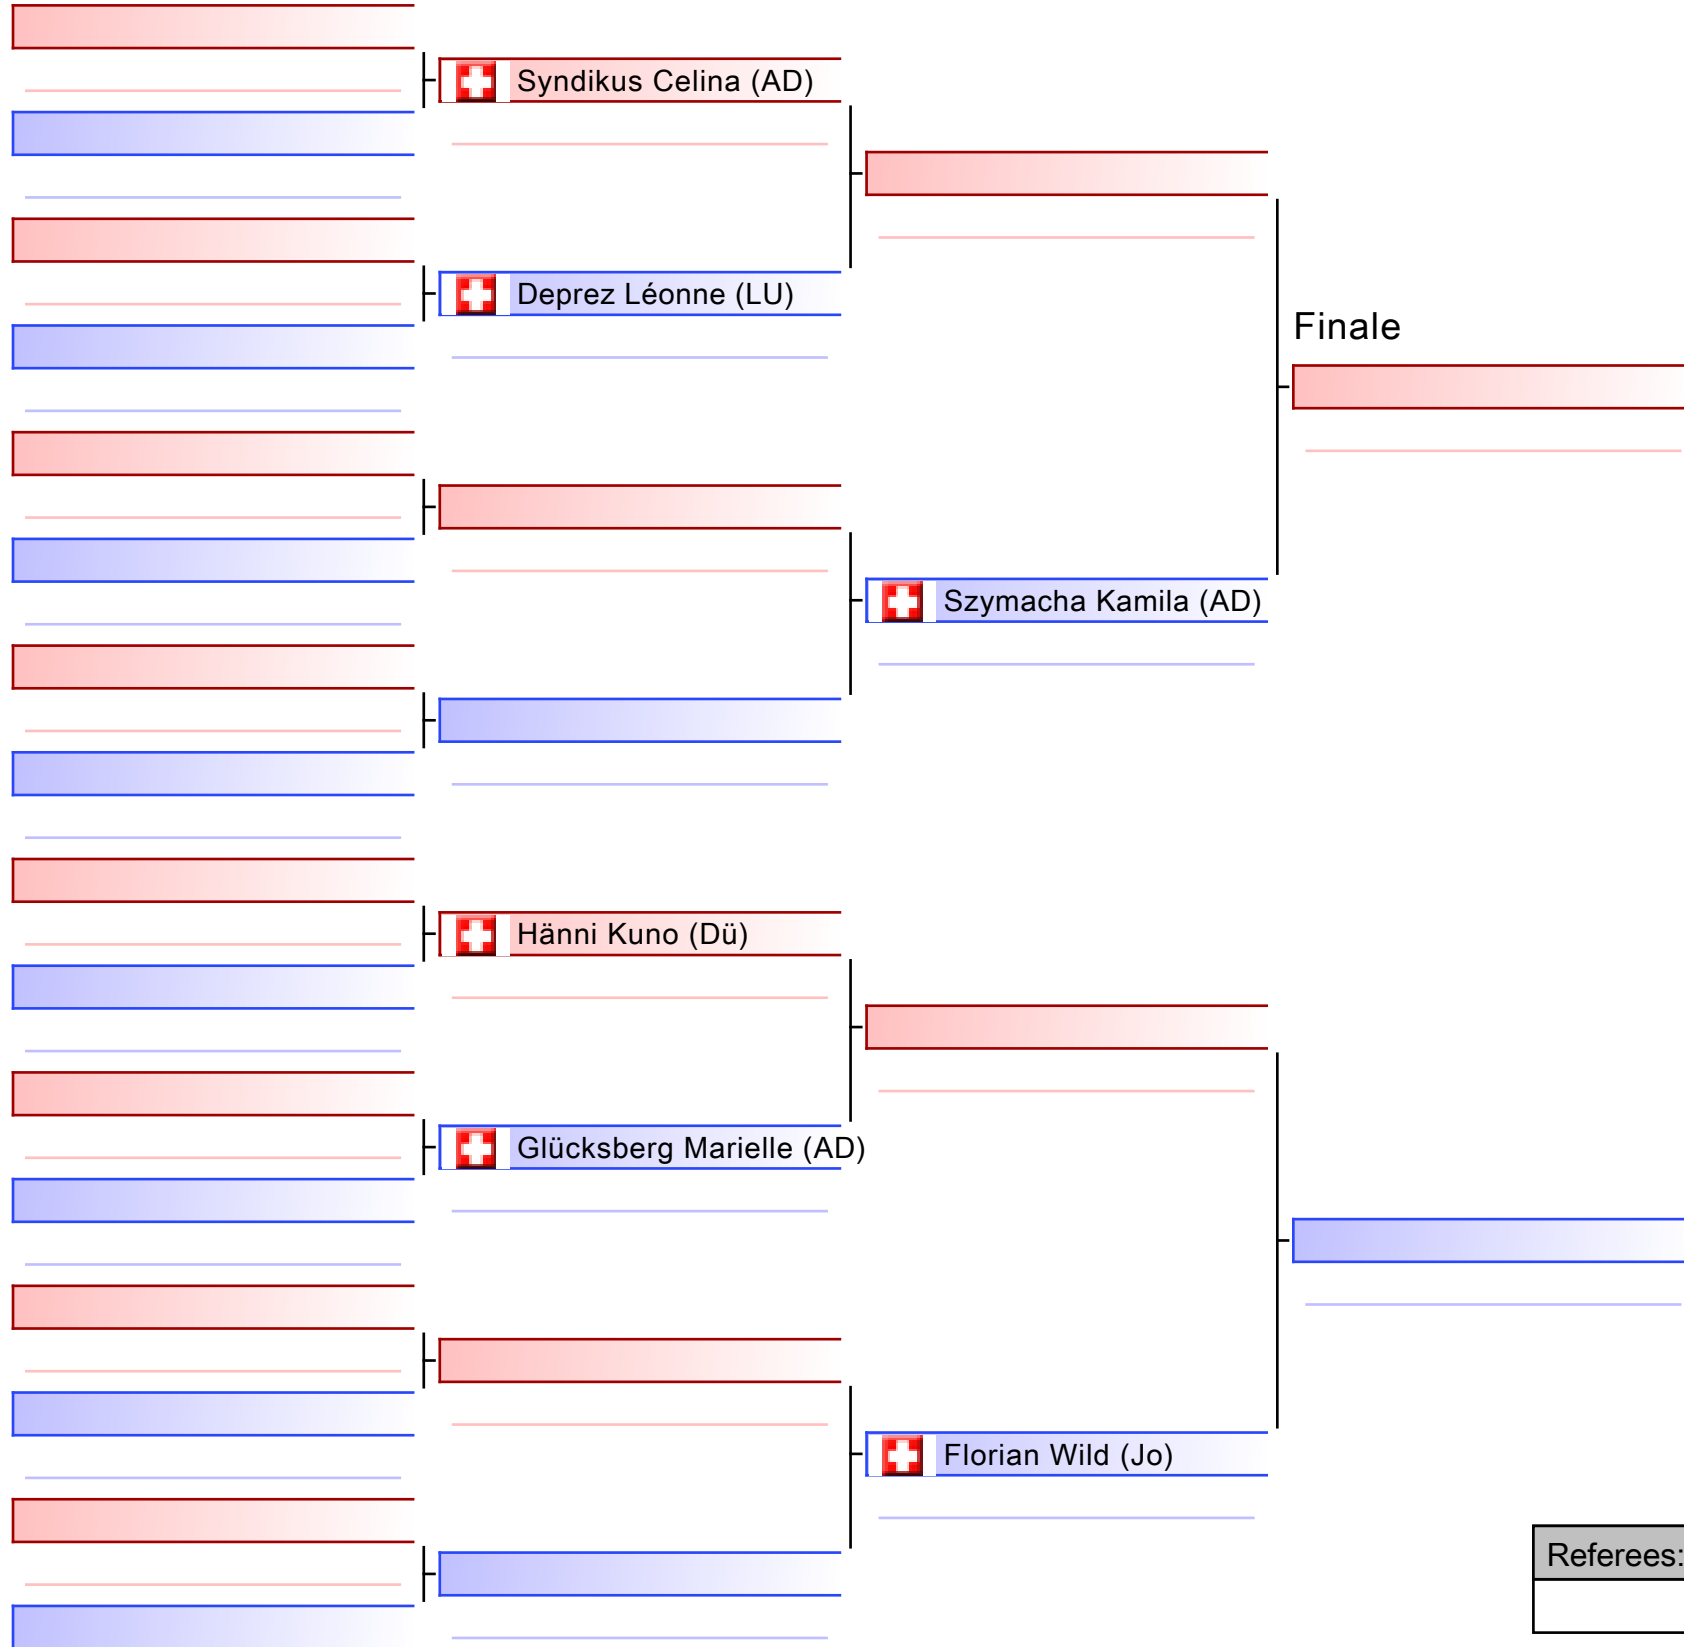 Syndikus Celina (AD)
Deprez Léonne (LU)
Finale
Szymacha Kamila (AD)
Hänni Kuno (Dü)
Glücksberg Marielle (AD)
Florian Wild (Jo)
Referees: